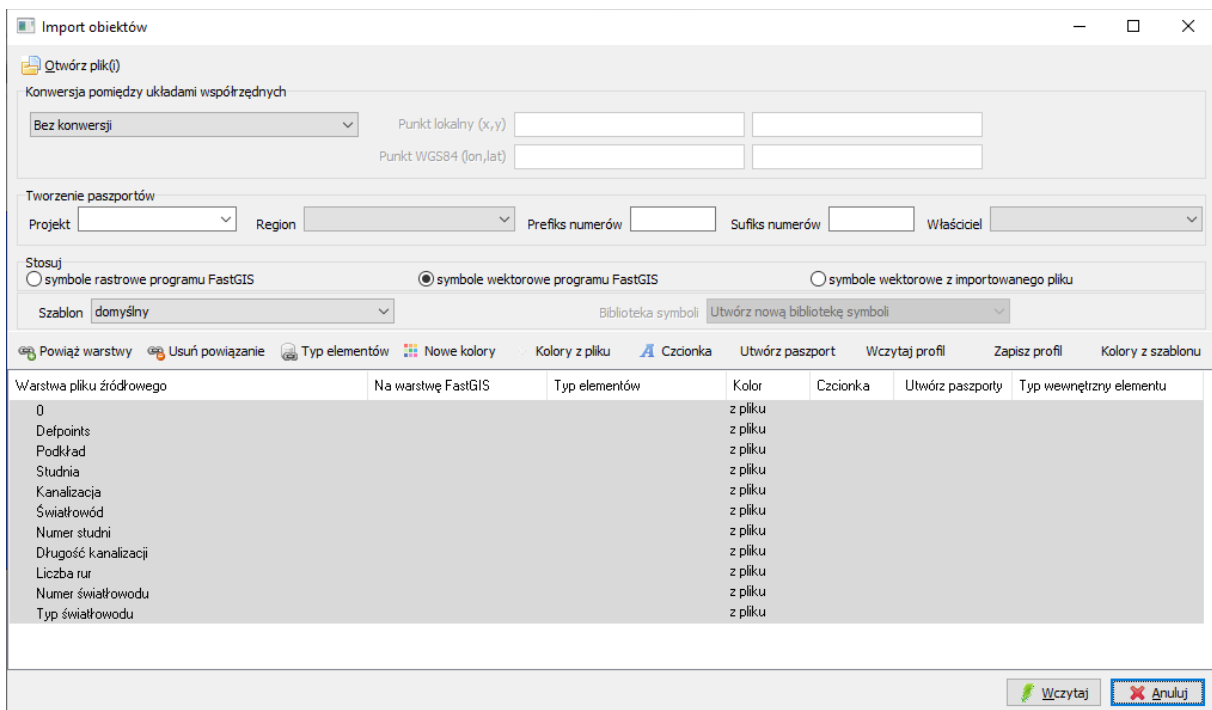 Import obiektów
Otwórz plik(i)
Konwersja pomiędzy układami współrzędnych
Bez konwersji Punkt lokalny (x,y)
Punkt WGS84 (lon,lat)
Tworzenie paszportów
Projekt Region Prefiks numerów Sufiks numerów Właściciel
Stosuj
symbole rastrowe programu FastGIS symbole wektorowe programu FastGIS symbole wektorowe z importowanego pliku
Szablon domyślny Biblioteka symboli Utwórz nową bibliotekę symboli
Powiąż warstwy Usuń powiązanie Typ elementów Nowe kolory Kolory z pliku A Czcionka Utwórz paszport Wczytaj profil Zapisz profil Kolory z szablonu
Warstwa pliku źródłowego Na warstwę FastGIS Typ elementów Kolor Czcionka Utwórz paszporty Typ wewnętrzny elementu
0 z pliku
Defpoints z pliku
Podkład z pliku
Studnia z pliku
Kanalizacja z pliku
Światłowód z pliku
Numer studni z pliku
Długość kanalizacji z pliku
Liczba rur z pliku
Numer światłowodu z pliku
Typ światłowodu z pliku
Wczytaj Anuluj